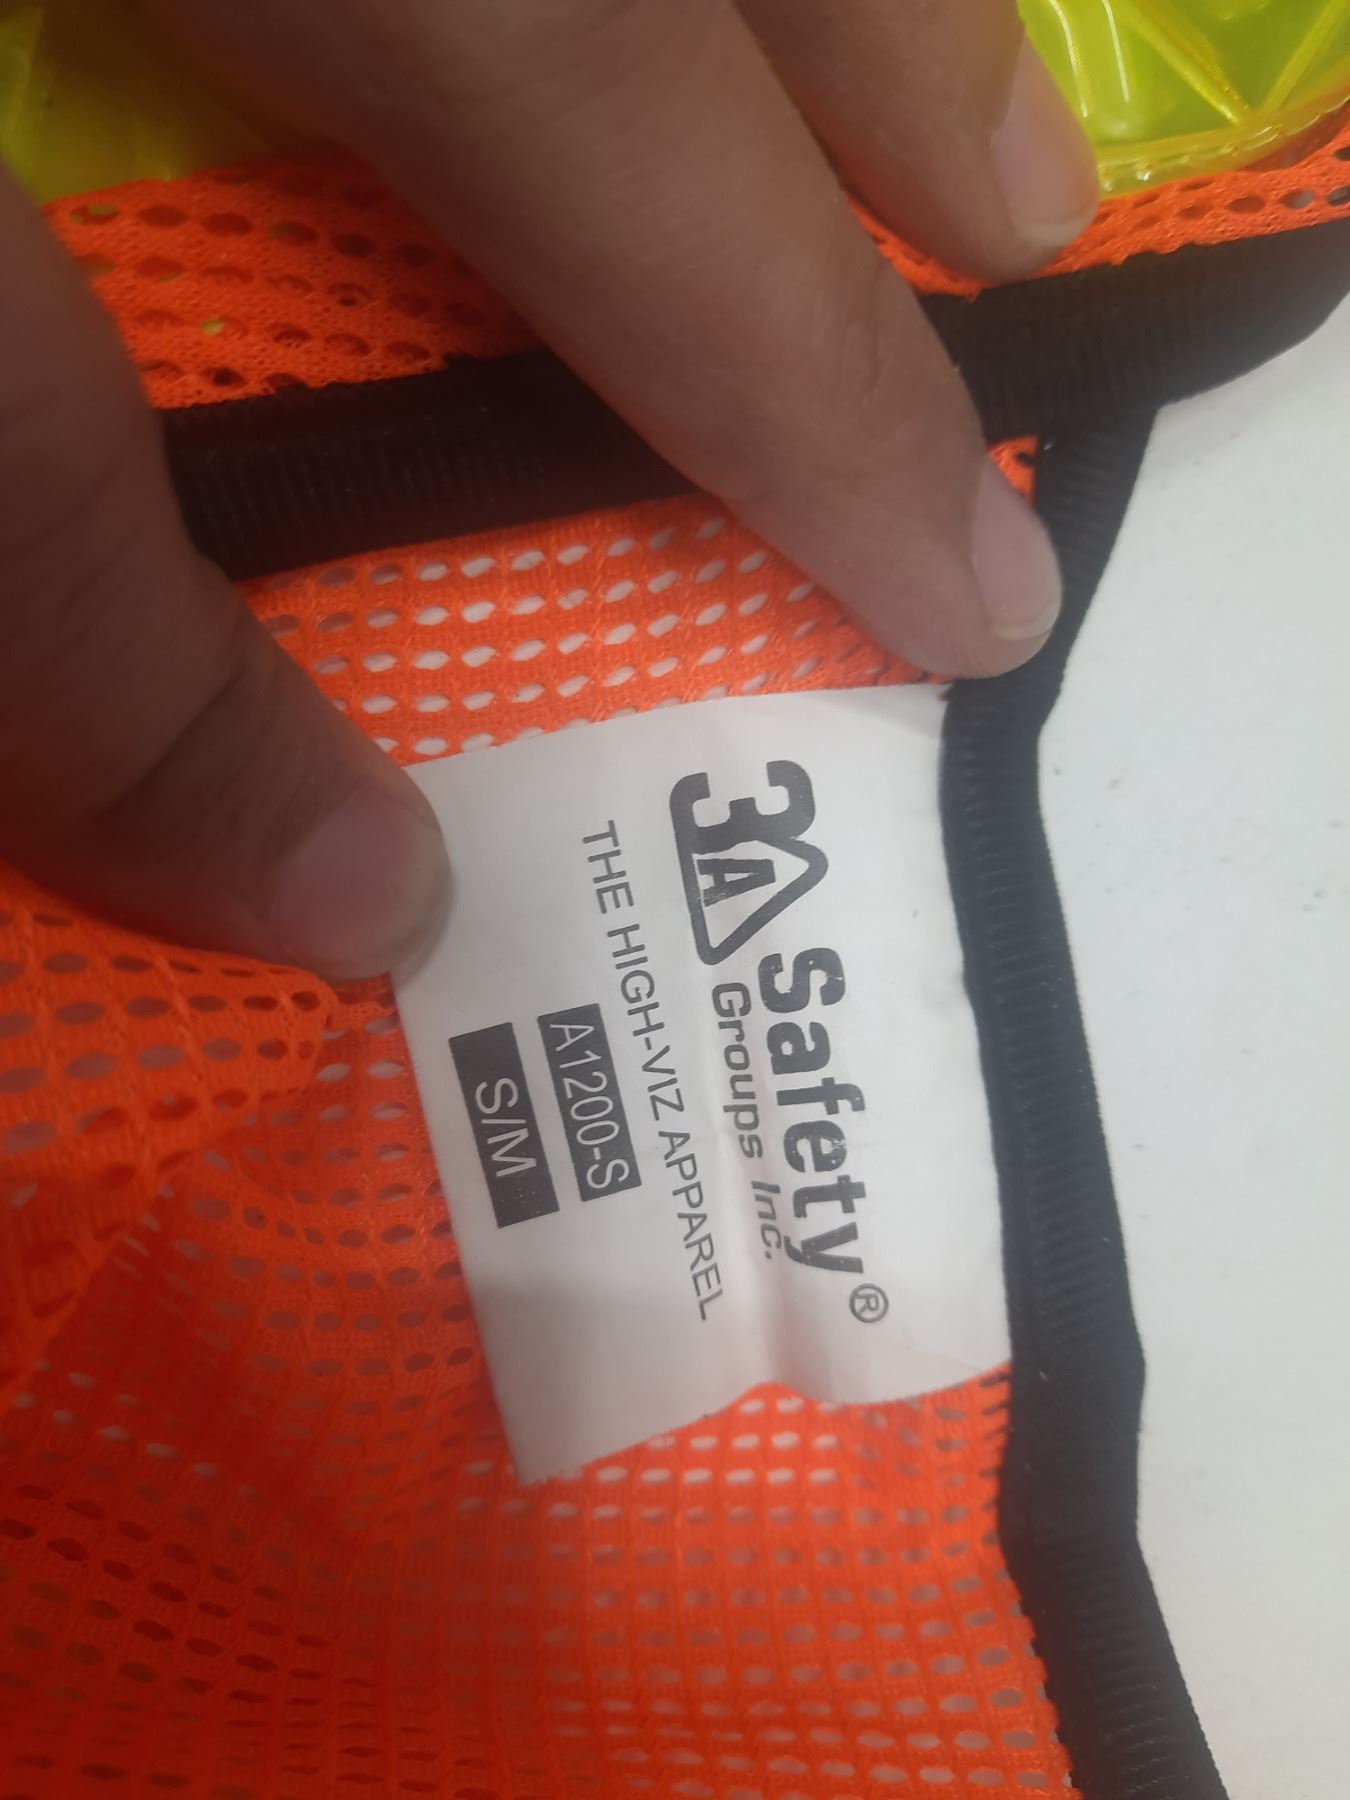 3A Safety®
Groups Inc.
THE HIGH-VIZ APPAREL
A1200-S
S/M